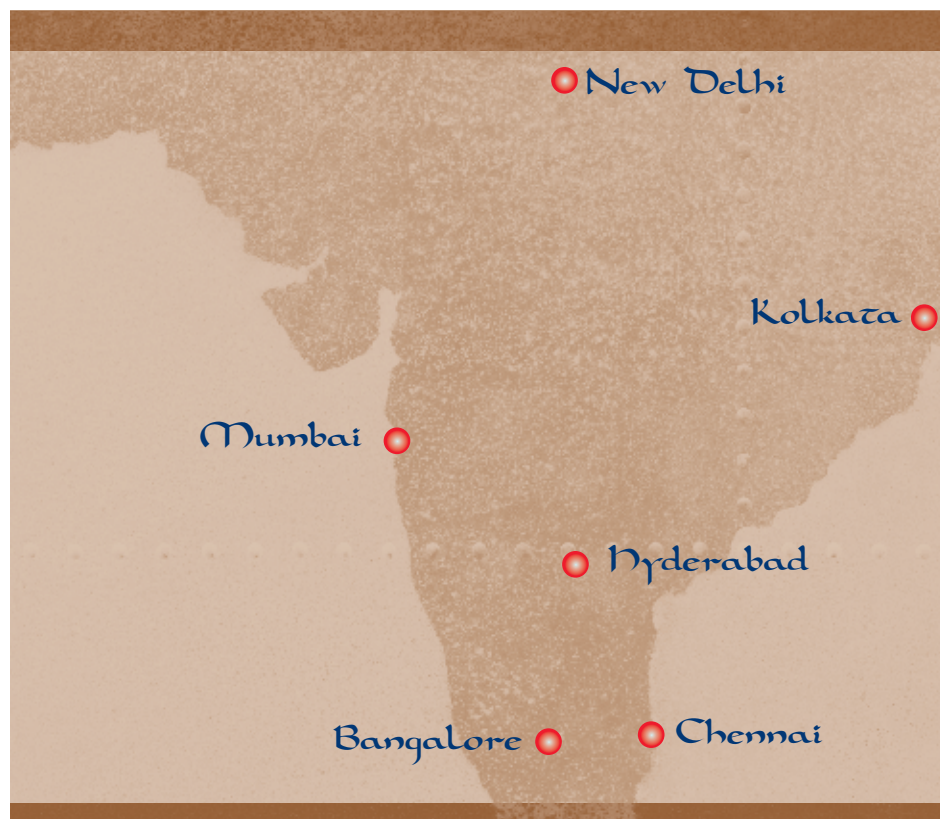 New Delhi
Kolkata
Mumbai
Hyderabad
Bangalore
Chennai